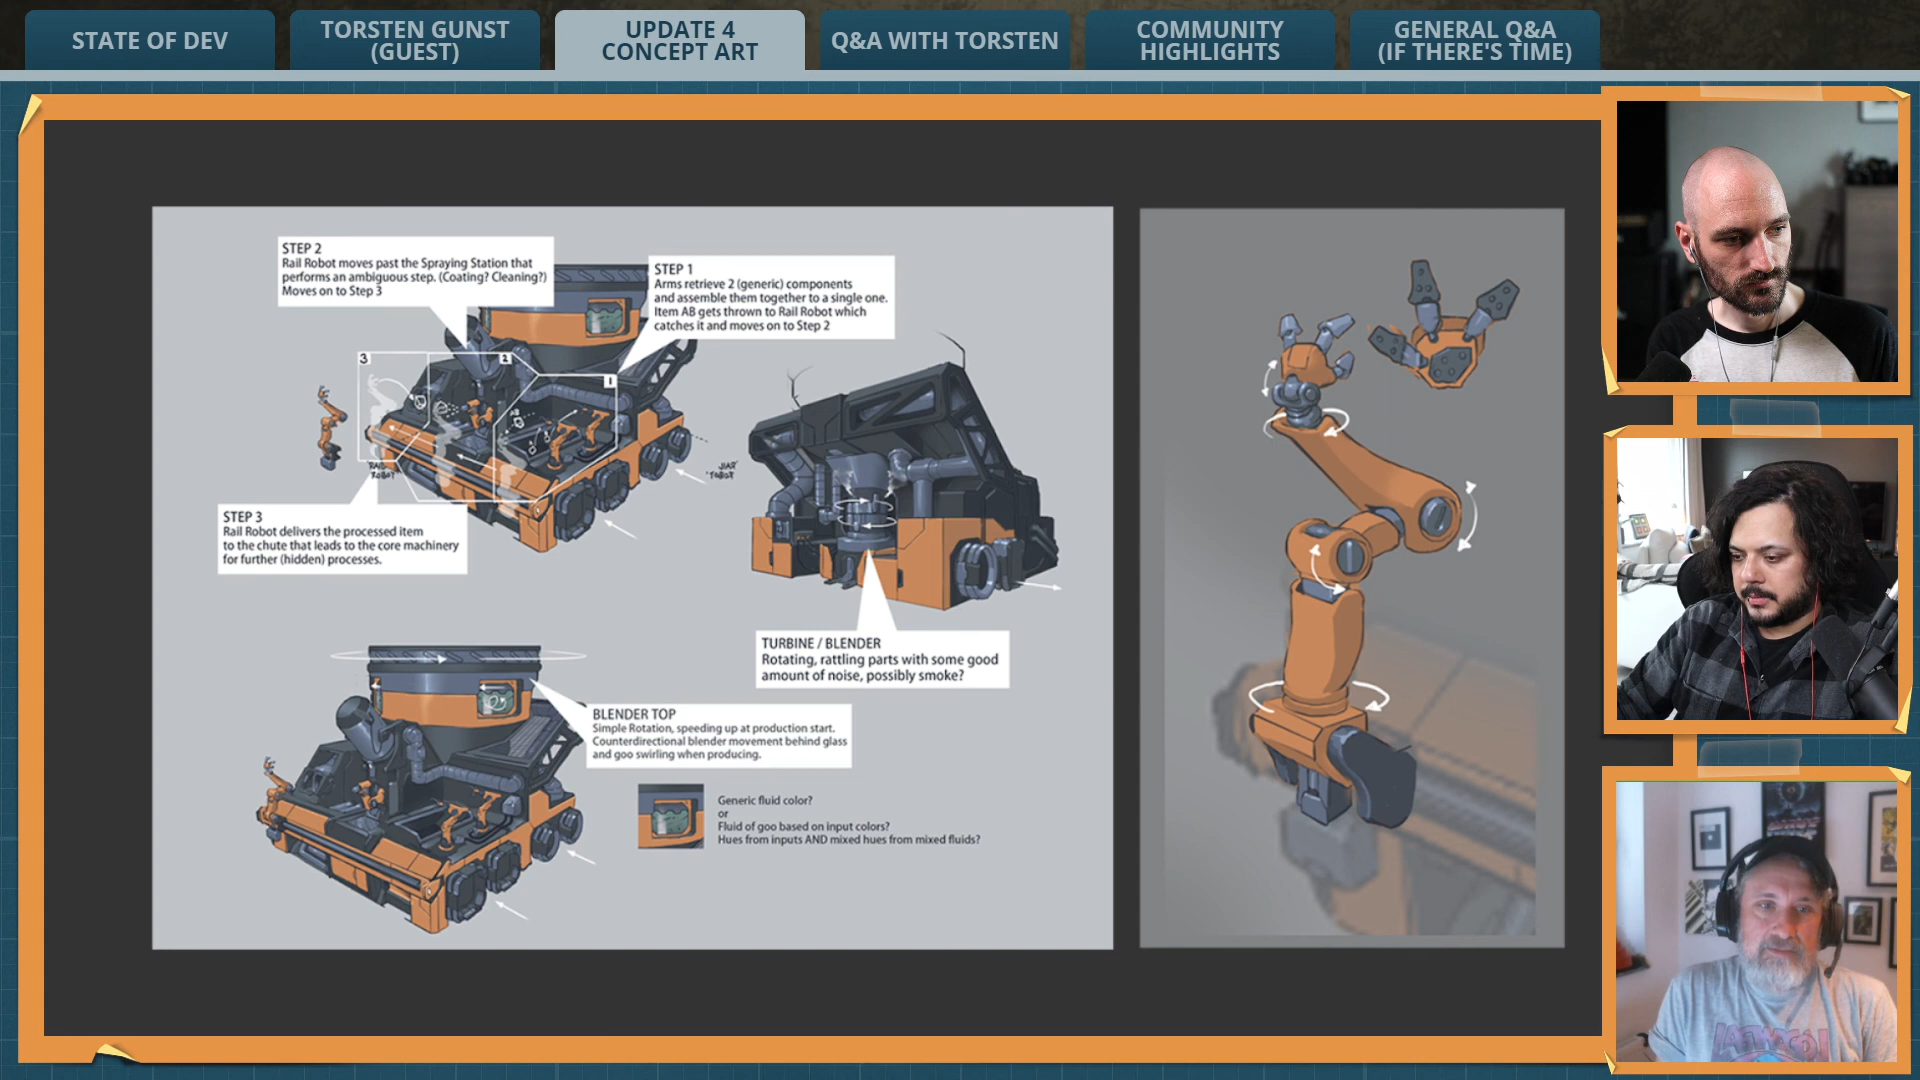 STATE OF DEV
TORSTEN GUNST
(GUEST)
UPDATE 4
CONCEPT ART
Q&A WITH TORSTEN
COMMUNITY
HIGHLIGHTS
GENERAL Q&A
(IF THERE'S TIME)
STEP 2
Rail Robot moves past the Spraying Station that
performs an ambiguous step. (Coating? Cleaning?)
Moves on to Step 3
STEP 1
Arms retrieve 2 (generic) components
and assemble them together to a single one.
Item AB gets thrown to Rail Robot which
catches it and moves on to Step 2
3
2
1
AB
RAIL
ROBOT
STEP 3
Rail Robot delivers the processed item
to the chute that leads to the core machinery
for further (hidden) processes.
TURBINE / BLENDER
Rotating, rattling parts with some good
amount of noise, possibly smoke?
BLENDER TOP
Simple Rotation, speeding up at production start.
Counterdirectional blender movement behind glass
and goo swirling when producing.
Generic fluid color?
or
Fluid of goo based on input colors?
Hues from inputs AND mixed hues from mixed fluids?